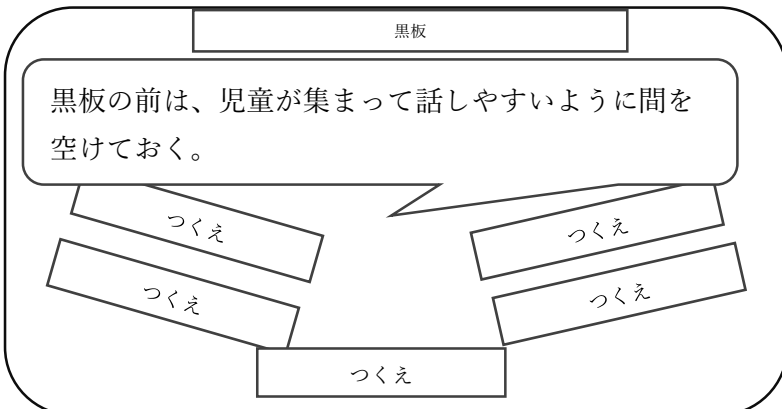 黒板
黒板の前は、児童が集まって話しやすいように間を
空けておく。
つくえ
つくえ
つくえ
つくえ
つくえ